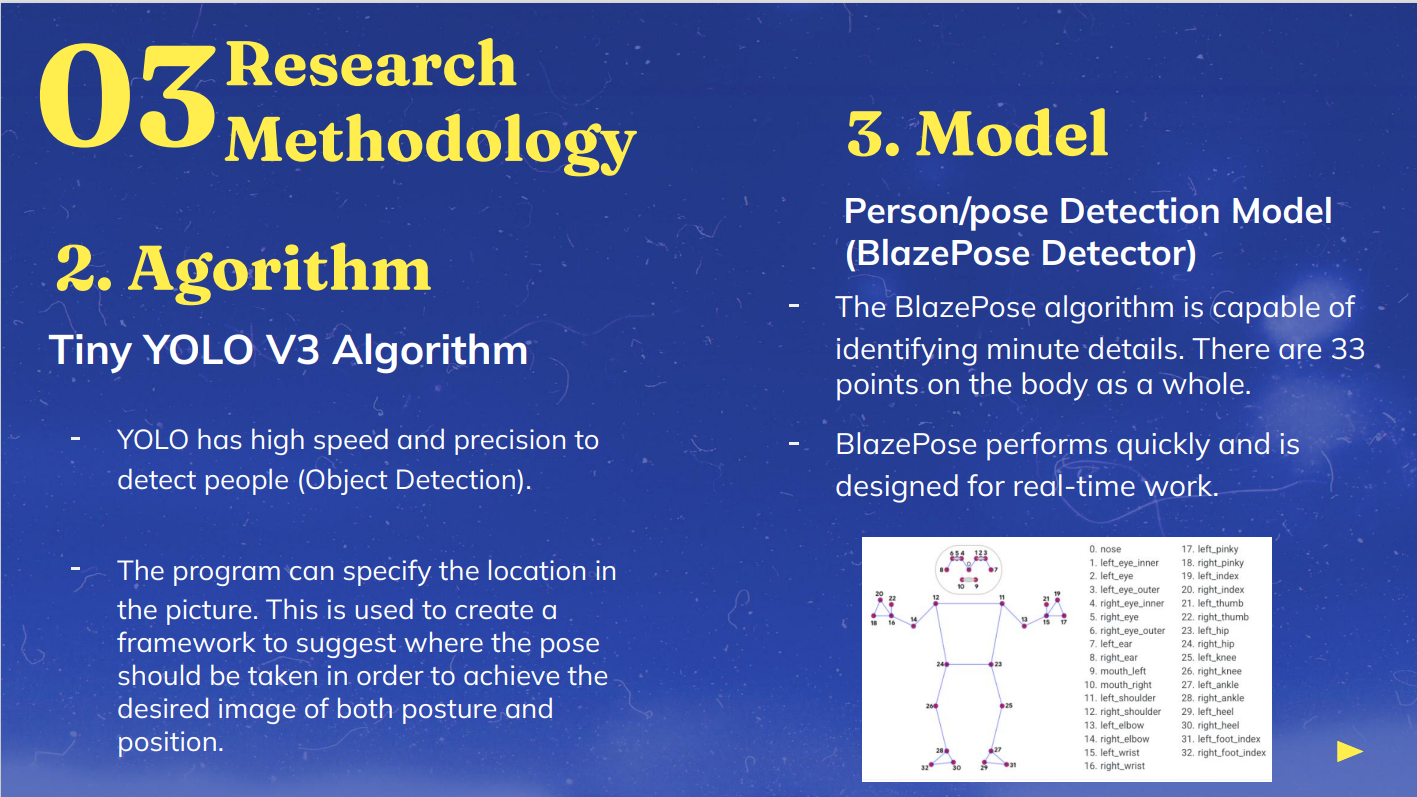 03 Research
Methodology
2. Agorithm
Tiny YOLO V3 Algorithm
- YOLO has high speed and precision to
detect people (Object Detection).
- The program can specify the location in
the picture. This is used to create a
framework to suggest where the pose
should be taken in order to achieve the
desired image of both posture and
position.
3. Model
Person/pose Detection Model
(BlazePose Detector)
- The BlazePose algorithm is capable of
identifying minute details. There are 33
points on the body as a whole.
- BlazePose performs quickly and is
designed for real-time work.
6 5 4 1 2 3
8 0 7
10 9
20 22 12 11 21 19
18 16 14 13 15 17
24 23
26 25
28 27
32 30 29 31
0. nose
1. left_eye_inner
2. left_eye
3. left_eye_outer
4. right_eye_inner
5. right_eye
6. right_eye_outer
7. left_ear
8. right_ear
9. mouth_left
10. mouth_right
11. left_shoulder
12. right_shoulder
13. left_elbow
14. right_elbow
15. left_wrist
16. right_wrist
17. left_pinky
18. right_pinky
19. left_index
20. right_index
21. left_thumb
22. right_thumb
23. left_hip
24. right_hip
25. left_knee
26. right_knee
27. left_ankle
28. right_ankle
29. left_heel
30. right_heel
31. left_foot_index
32. right_foot_index